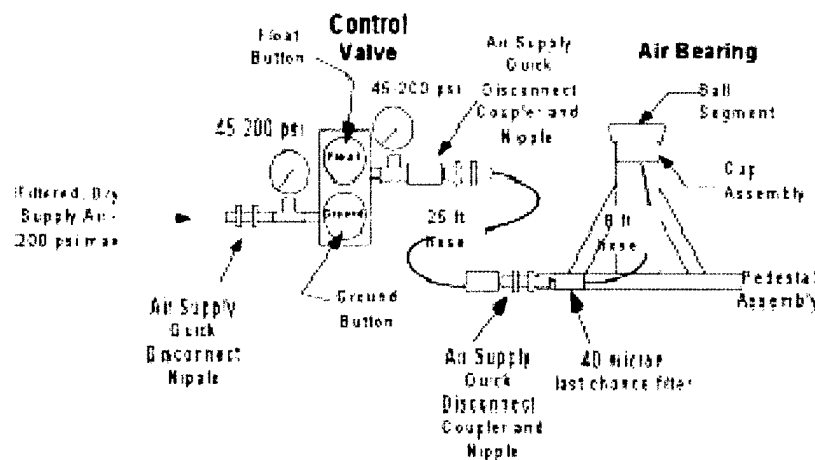 Control
Valve
Float
Button
Air Supply
Quick
Disconnect
Coupler and
Nipple
Air Bearing
Ball
Segment
45-200 psi
45-200 psi
Float
Cup
Assembly
Filtered, Dry
Supply Air-
200 psi max
Ground
25 ft
Hose
8 ft
Hose
Ground
Button
Pedestal
Assembly
Air Supply
Quick
Disconnect
Nipple
Air Supply
Quick
Disconnect
Coupler and
Nipple
40 micron
last chance filter